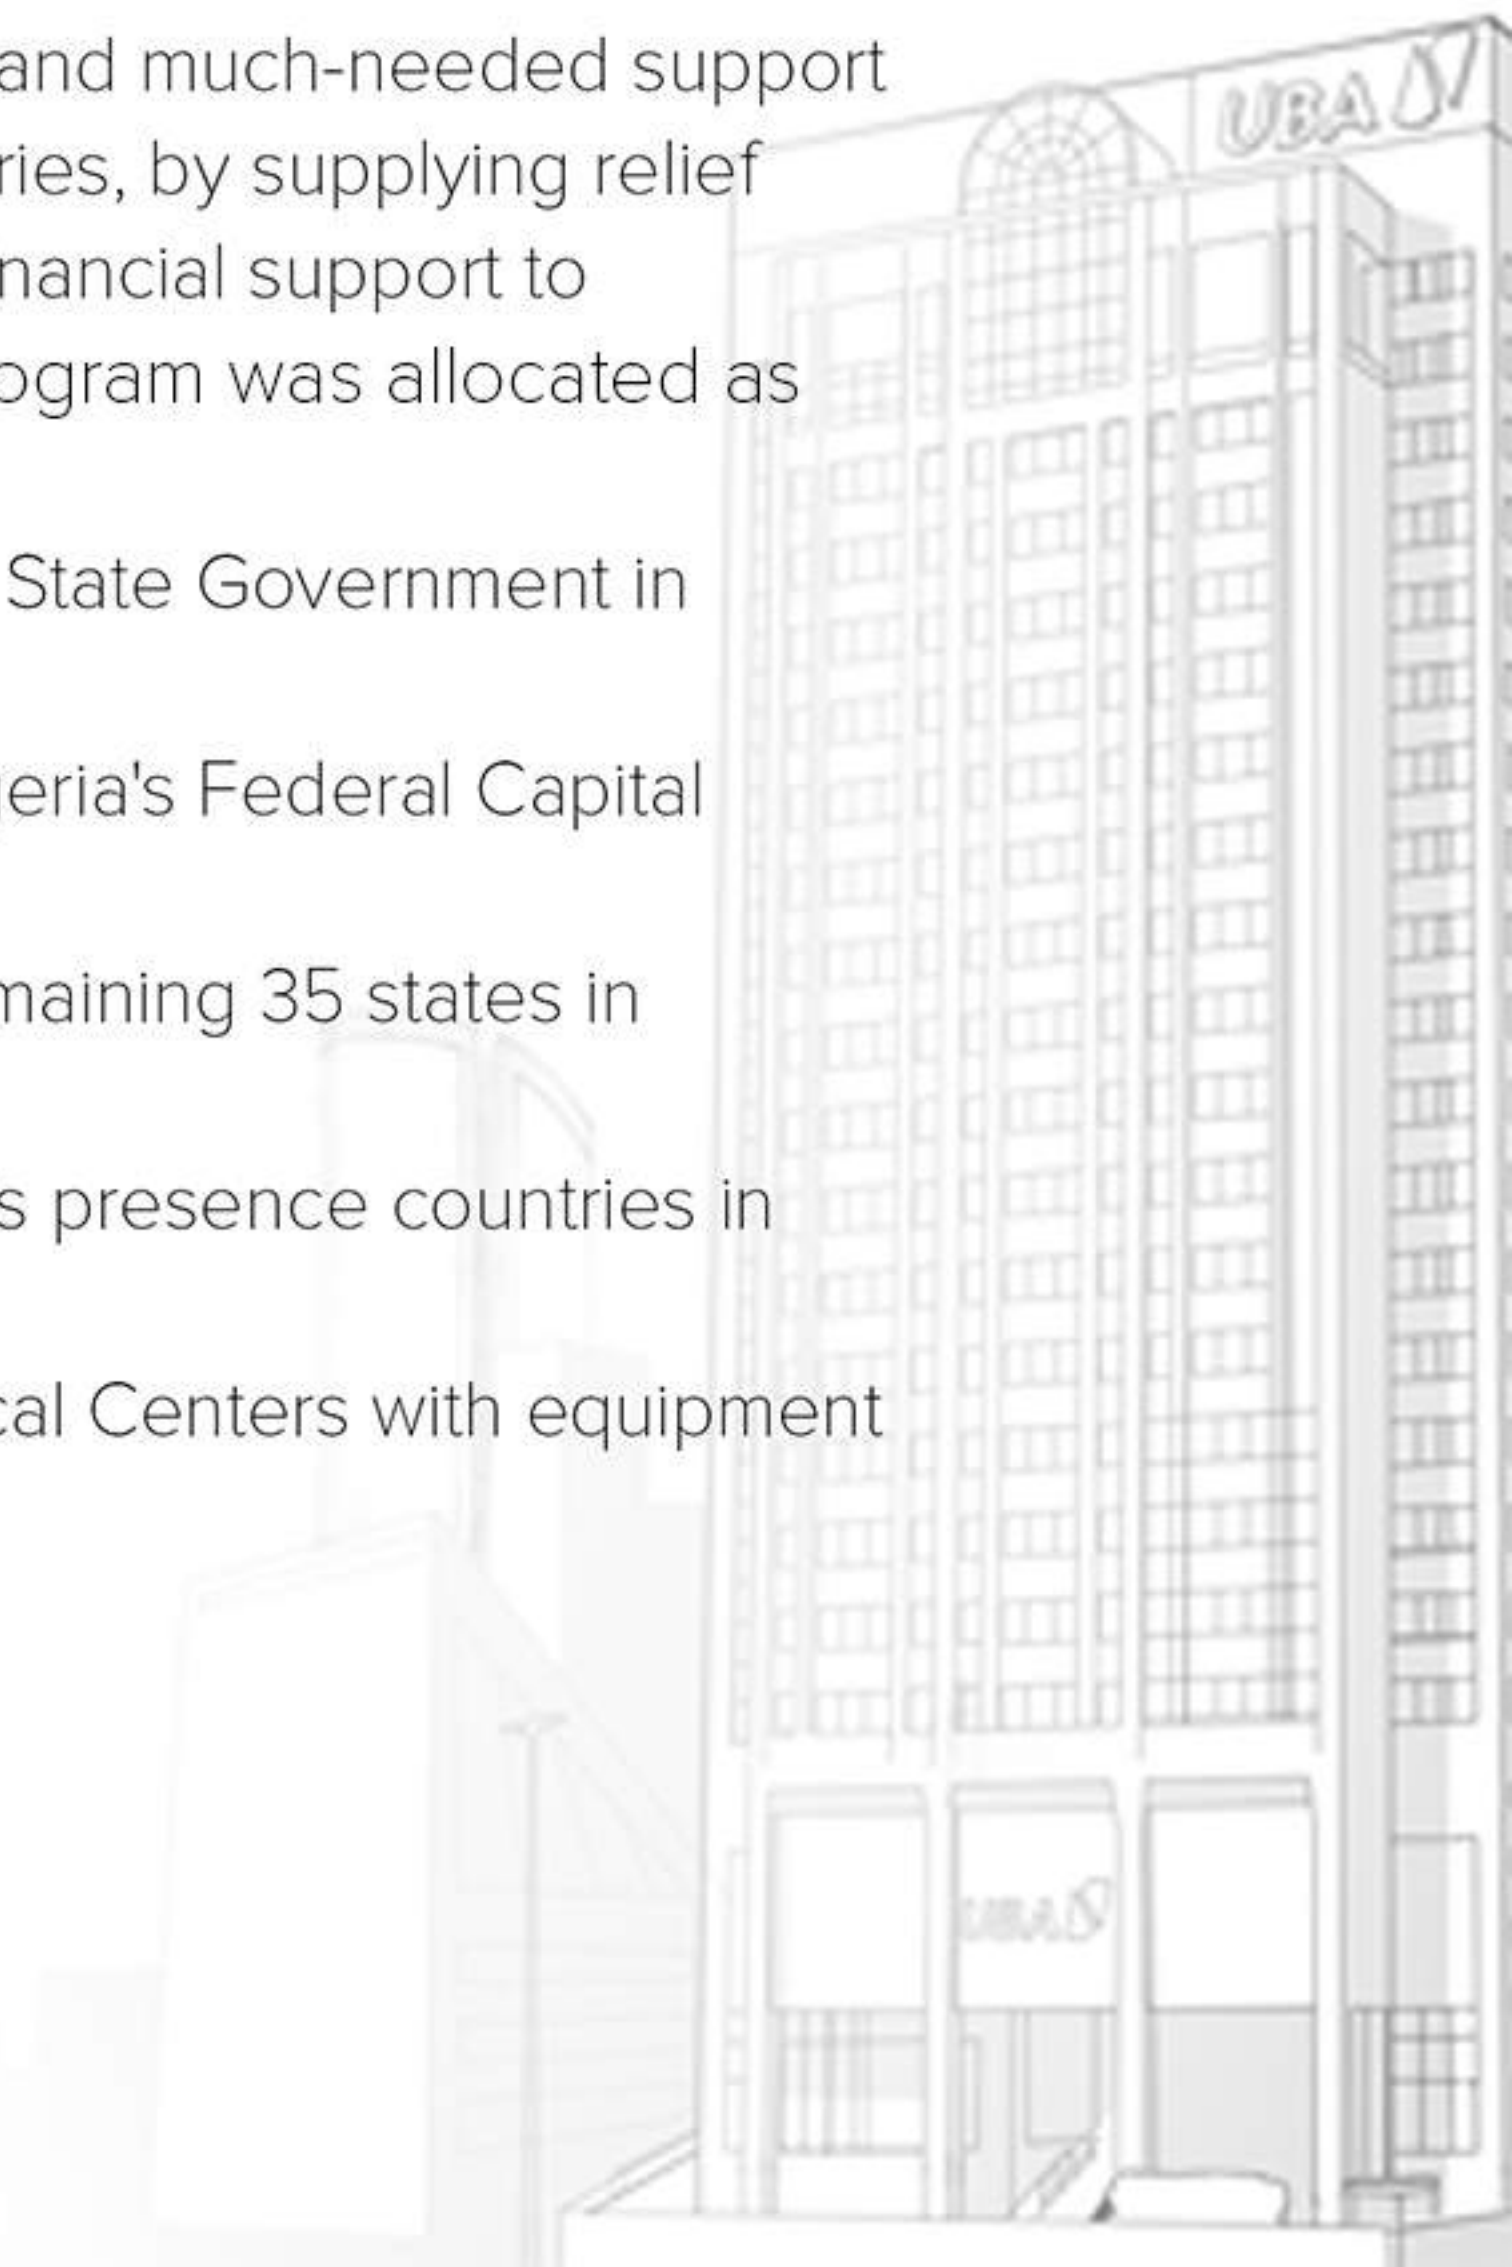 and much-needed support
ries, by supplying relief
nancial support to
ogram was allocated as
State Government in
geria's Federal Capital
maining 35 states in
s presence countries in
cal Centers with equipment
UBA
UBA